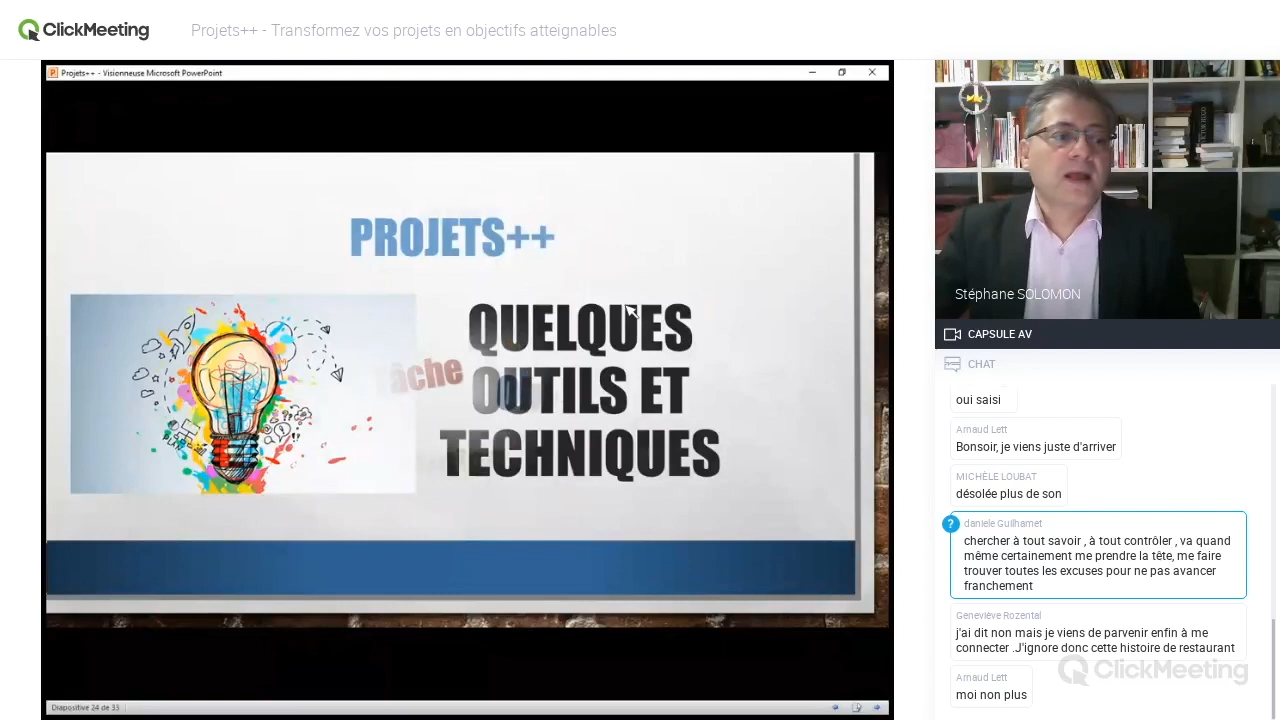 ClickMeeting
Projets++ - Transformez vos projets en objectifs atteignables
Projets++ - Visionneuse Microsoft PowerPoint
PROJETS++
QUELQUES
OUTILS ET
TECHNIQUES
Tâche
Diapositive 24 de 33
VICTOR HUGO
Stéphane SOLOMON
CAPSULE AV
CHAT
oui saisi
Arnaud Lett
Bonsoir, je viens juste d'arriver
MICHÈLE LOUBAT
désolée plus de son
?
daniele Guilhamet
chercher à tout savoir , à tout contrôler , va quand
même certainement me prendre la tête, me faire
trouver toutes les excuses pour ne pas avancer
franchement
Geneviève Rozental
j'ai dit non mais je viens de parvenir enfin à me
connecter .J'ignore donc cette histoire de restaurant
Arnaud Lett
moi non plus
ClickMeeting